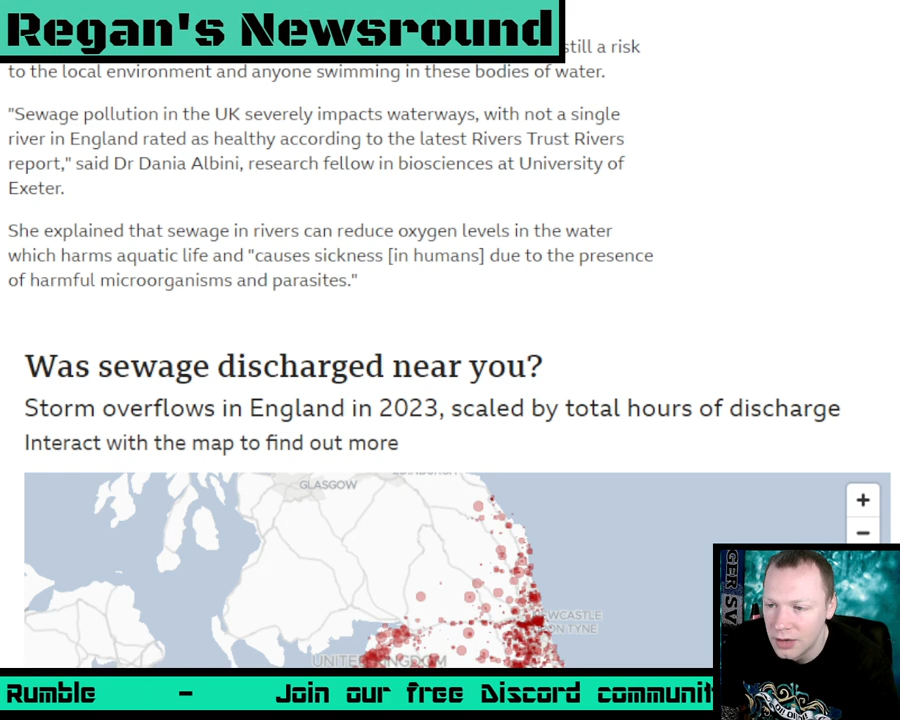 Regan's Newsround
still a risk
to the local environment and anyone swimming in these bodies of water.
"Sewage pollution in the UK severely impacts waterways, with not a single
river in England rated as healthy according to the latest Rivers Trust Rivers
report," said Dr Dania Albini, research fellow in biosciences at University of
Exeter.
She explained that sewage in rivers can reduce oxygen levels in the water
which harms aquatic life and "causes sickness [in humans] due to the presence
of harmful microorganisms and parasites."
Was sewage discharged near you?
Storm overflows in England in 2023, scaled by total hours of discharge
Interact with the map to find out more
GLASGOW
+
−
UNITED KINGDOM
Rumble - Join our free Discord communit